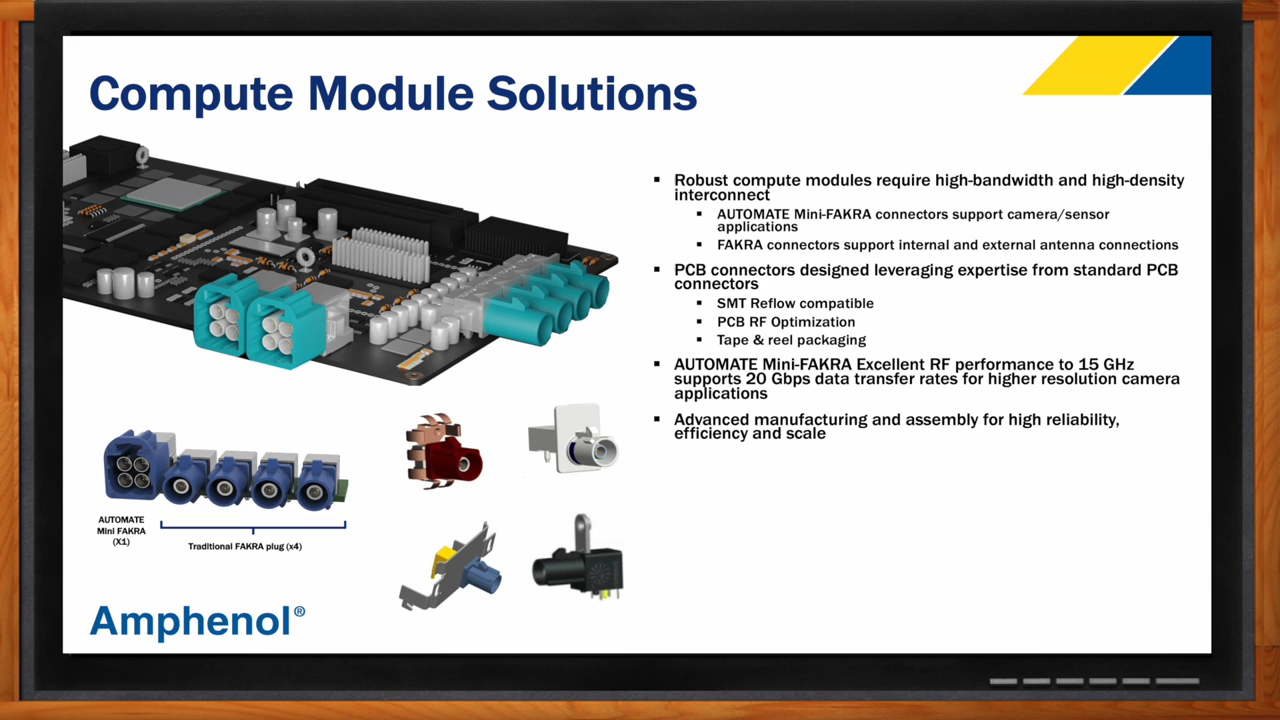 Compute Module Solutions
▪ Robust compute modules require high-bandwidth and high-density
interconnect
▪ AUTOMATE Mini-FAKRA connectors support camera/sensor
applications
▪ FAKRA connectors support internal and external antenna connections
▪ PCB connectors designed leveraging expertise from standard PCB
connectors
▪ SMT Reflow compatible
▪ PCB RF Optimization
▪ Tape & reel packaging
▪ AUTOMATE Mini-FAKRA Excellent RF performance to 15 GHz
supports 20 Gbps data transfer rates for higher resolution camera
applications
▪ Advanced manufacturing and assembly for high reliability,
efficiency and scale
AUTOMATE
Mini FAKRA
(X1)
Traditional FAKRA plug (x4)
Amphenol®